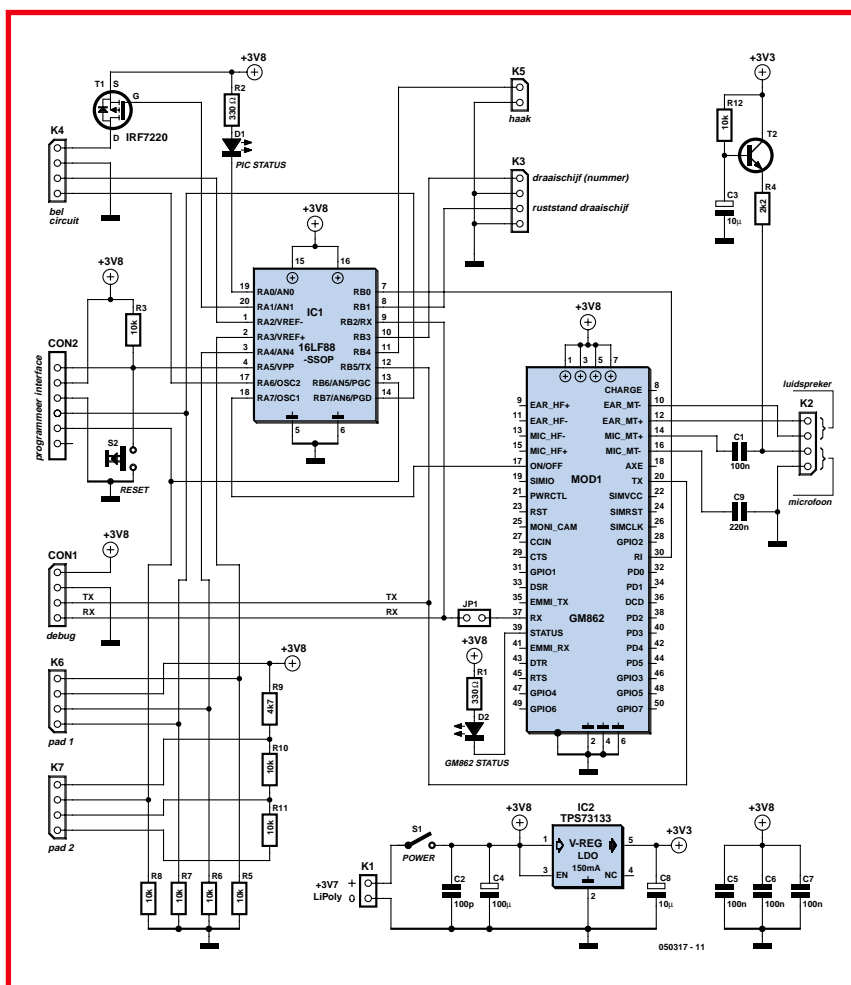 +3V8
T1
S
G
D
IRF7220
R2
330Ω
D1
PIC STATUS
K4
bel
circuit
K5
haak
K3
draaischijf (nummer)
ruststand draaischijf
+3V3
R12
10k
T2
C3
10µ
R4
2k2
+3V8
R3
10k
CON2
programmeer interface
S2
RESET
+3V8
15
16
IC1
16LF88
-SSOP
19 RA0/AN0
20 RA1/AN1
1 RA2/VREF-
2 RA3/VREF+
3 RA4/AN4
4 RA5/VPP
17 RA6/OSC2
18 RA7/OSC1
RB0 7
RB1 8
RB2/RX 9
RB3 10
RB4 11
RB5/TX 12
RB6/AN5/PGC 13
RB7/AN6/PGD 14
5
6
+3V8
1
3
5
7
MOD1
GM862
9 EAR_HF+
11 EAR_HF-
13 MIC_HF-
15 MIC_HF+
17 ON/OFF
19 SIMIO
21 PWRCTL
23 RST
25 MONI_CAM
27 CCIN
29 CTS
31 GPIO1
33 DSR
35 EMMI_TX
37 RX
39 STATUS
41 EMMI_RX
43 DTR
45 RTS
47 GPIO4
49 GPIO6
CHARGE 8
EAR_MT- 10
EAR_MT+ 12
MIC_MT+ 14
MIC_MT- 16
AXE 18
TX 20
SIMVCC 22
SIMRST 24
SIMCLK 26
GPIO2 28
RI 30
PD0 32
PD1 34
DCD 36
PD2 38
PD3 40
PD4 42
PD5 44
GPIO3 46
GPIO5 48
GPIO7 50
2
4
6
luidspreker
K2
microfoon
C1
100n
C9
220n
CON1
+3V8
TX
TX
RX
RX
debug
JP1
+3V8
R1
330Ω
D2
GM862 STATUS
K6
pad 1
+3V8
R9
4k7
R10
10k
R11
10k
K7
pad 2
R8
10k
R7
10k
R6
10k
R5
10k
S1
POWER
K1
+3V7
LiPoly
+
0
C2
100p
C4
100µ
+3V8
IC2
TPS73133
1
3
EN
V-REG
LDO
150mA
5
NC
4
2
+3V3
C8
10µ
+3V8
C5
100n
C6
100n
C7
100n
050317 - 11